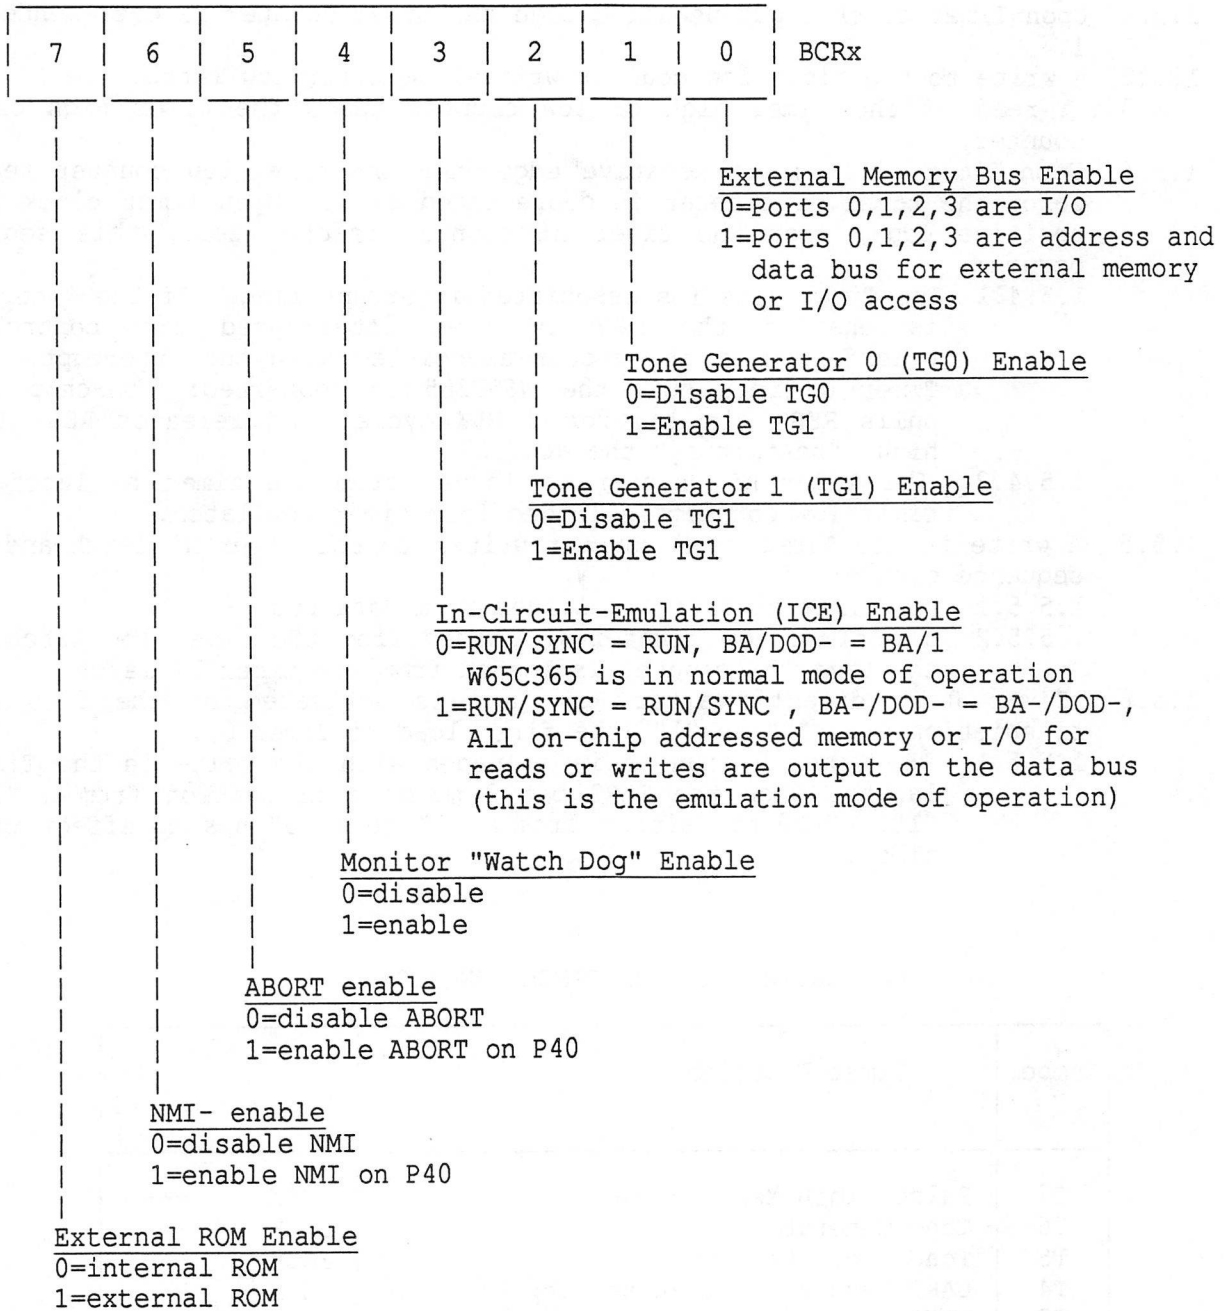 7 6 5 4 3 2 1 0 BCRx
External Memory Bus Enable
0=Ports 0,1,2,3 are I/O
1=Ports 0,1,2,3 are address and
data bus for external memory
or I/O access
Tone Generator 0 (TG0) Enable
0=Disable TG0
1=Enable TG1
Tone Generator 1 (TG1) Enable
0=Disable TG1
1=Enable TG1
In-Circuit-Emulation (ICE) Enable
0=RUN/SYNC = RUN, BA/DOD- = BA/1
W65C365 is in normal mode of operation
1=RUN/SYNC = RUN/SYNC , BA-/DOD- = BA-/DOD-,
All on-chip addressed memory or I/O for
reads or writes are output on the data bus
(this is the emulation mode of operation)
Monitor "Watch Dog" Enable
0=disable
1=enable
ABORT enable
0=disable ABORT
1=enable ABORT on P40
NMI- enable
0=disable NMI
1=enable NMI on P40
External ROM Enable
0=internal ROM
1=external ROM